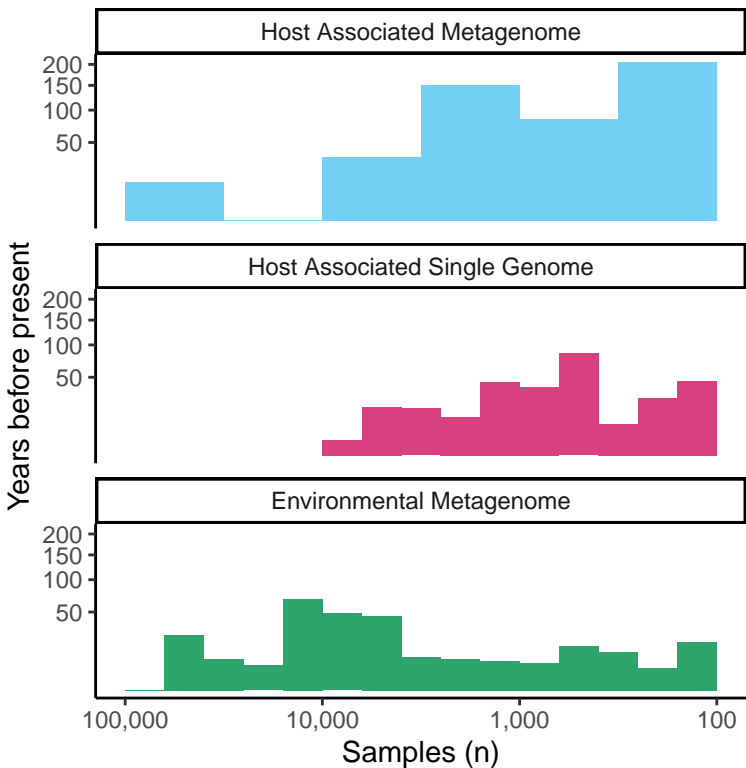 Host Associated Metagenome
200
150
100
50
Host Associated Single Genome
200
150
100
50
Years before present
Environmental Metagenome
200
150
100
50
100,000 10,000 1,000 100
Samples (n)